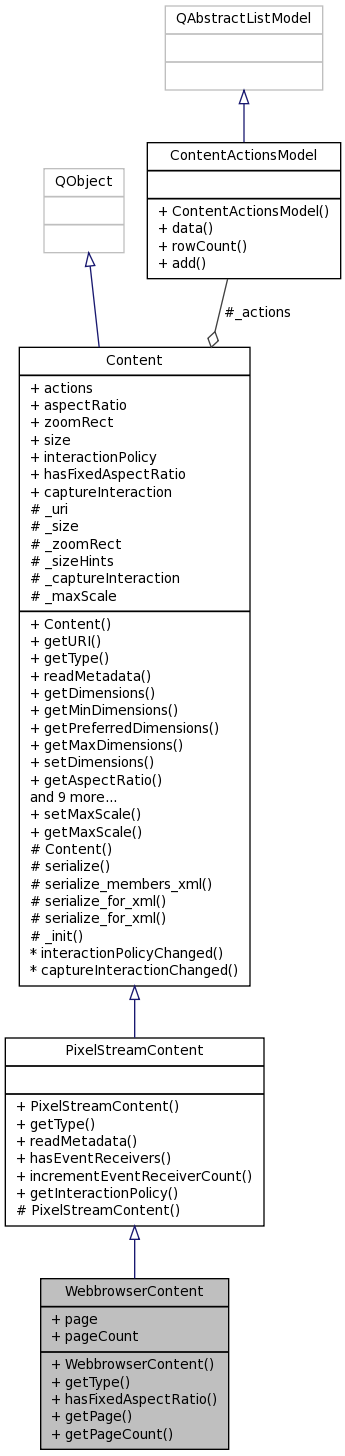 QAbstractListModel
ContentActionsModel
+ ContentActionsModel()
+ data()
+ rowCount()
+ add()
QObject
#_actions
Content
+ actions
+ aspectRatio
+ zoomRect
+ size
+ interactionPolicy
+ hasFixedAspectRatio
+ captureInteraction
# _uri
# _size
# _zoomRect
# _sizeHints
# _captureInteraction
# _maxScale
+ Content()
+ getURI()
+ getType()
+ readMetadata()
+ getDimensions()
+ getMinDimensions()
+ getPreferredDimensions()
+ getMaxDimensions()
+ setDimensions()
+ getAspectRatio()
and 9 more...
+ setMaxScale()
+ getMaxScale()
# Content()
# serialize()
# serialize_members_xml()
# serialize_for_xml()
# serialize_for_xml()
# _init()
* interactionPolicyChanged()
* captureInteractionChanged()
PixelStreamContent
+ PixelStreamContent()
+ getType()
+ readMetadata()
+ hasEventReceivers()
+ incrementEventReceiverCount()
+ getInteractionPolicy()
# PixelStreamContent()
WebbrowserContent
+ page
+ pageCount
+ WebbrowserContent()
+ getType()
+ hasFixedAspectRatio()
+ getPage()
+ getPageCount()